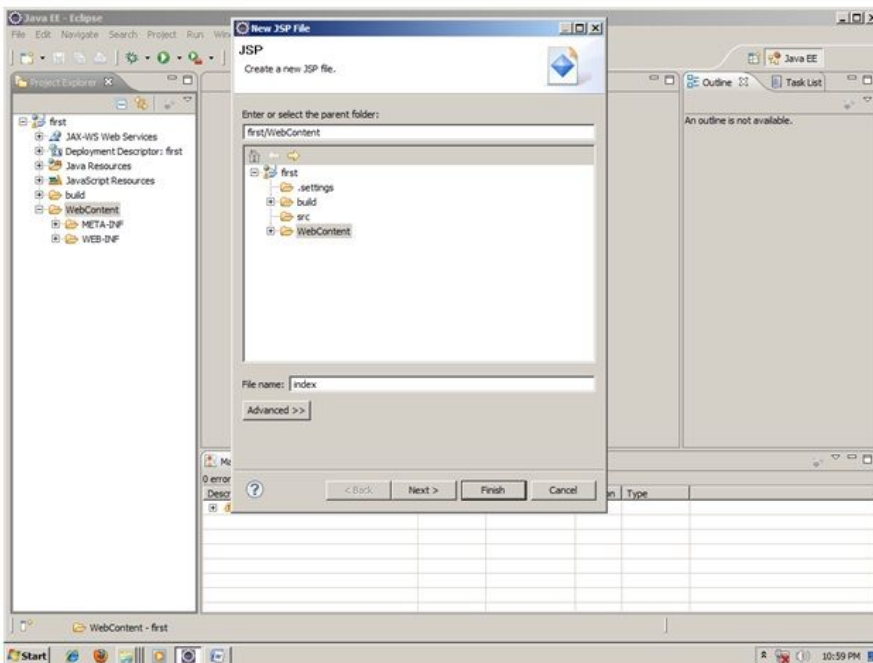 Java EE - Eclipse
File Edit Navigate Search Project Run
New JSP File
JSP
Create a new JSP file.
Java EE
Project Explorer
Outline
Task List
An outline is not available.
first
JAX-WS Web Services
Deployment Descriptor: first
Java Resources
JavaScript Resources
build
WebContent
META-INF
WEB-INF
Enter or select the parent folder:
first/WebContent
first
.settings
build
src
WebContent
File name: index
Advanced >>
< Back Next > Finish Cancel
Type
WebContent - first
Start
10:59 PM